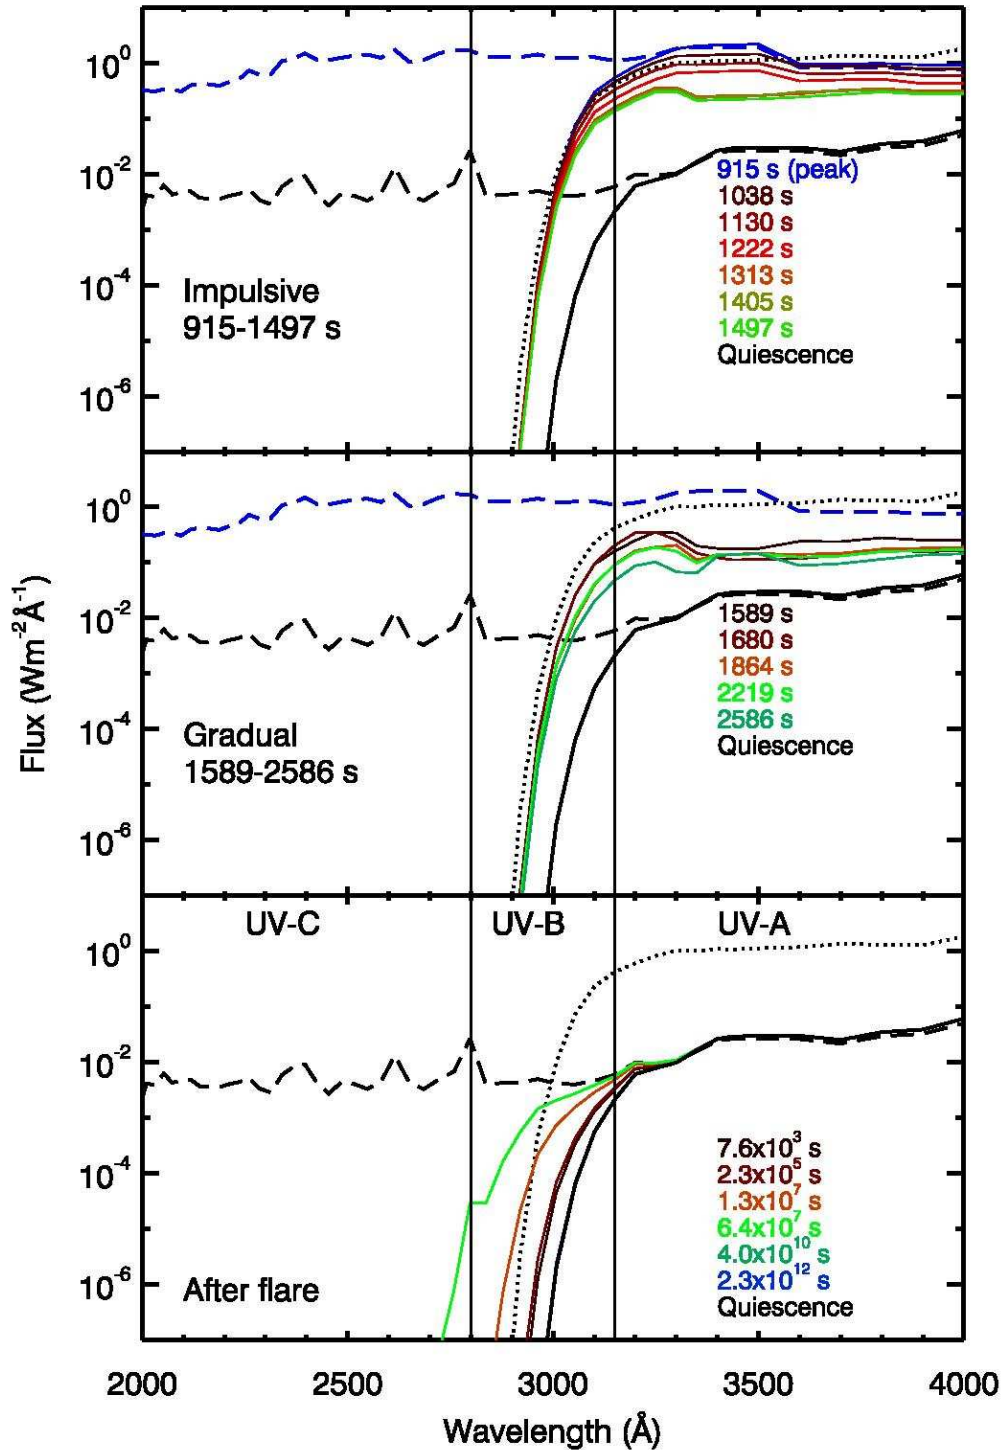 10⁰
10⁻²
10⁻⁴
10⁻⁶
Impulsive
915-1497 s
915 s (peak)
1038 s
1130 s
1222 s
1313 s
1405 s
1497 s
Quiescence
10⁰
10⁻²
10⁻⁴
10⁻⁶
Flux (Wm⁻²Å⁻¹)
Gradual
1589-2586 s
1589 s
1680 s
1864 s
2219 s
2586 s
Quiescence
UV-C UV-B UV-A
10⁰
10⁻²
10⁻⁴
10⁻⁶
After flare
7.6x10³ s
2.3x10⁵ s
1.3x10⁷ s
6.4x10⁷ s
4.0x10¹⁰ s
2.3x10¹² s
Quiescence
2000 2500 3000 3500 4000
Wavelength (Å)